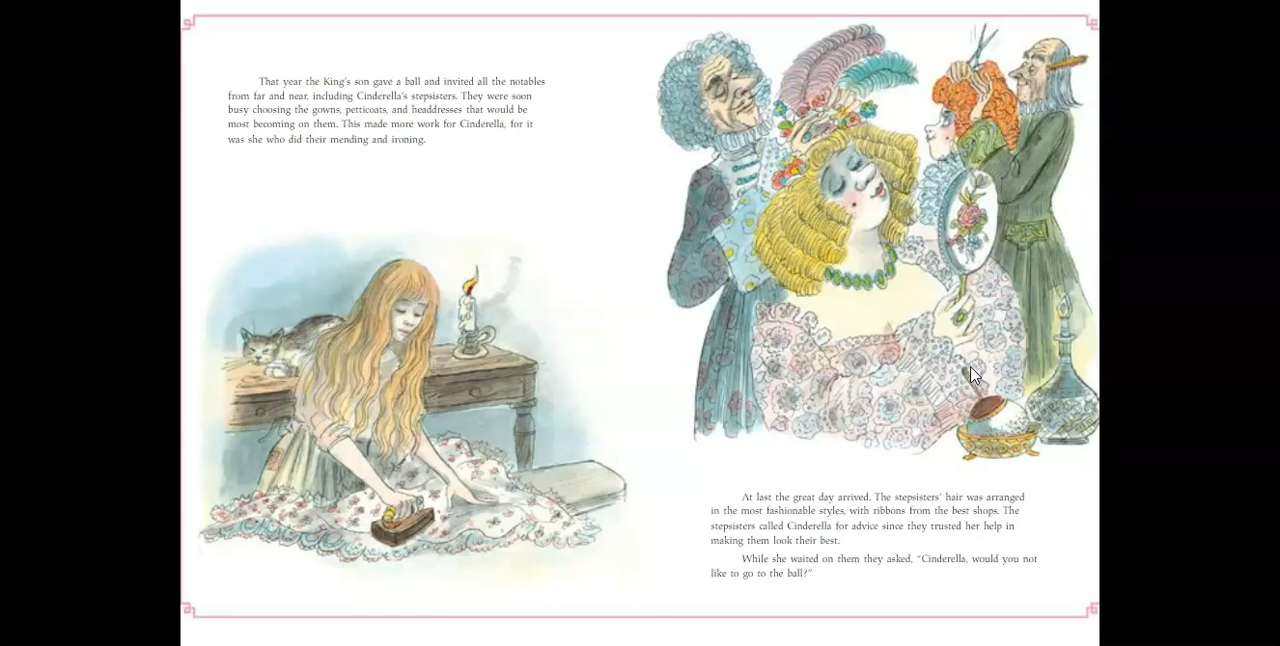 That year the King's son gave a ball and invited all the notables
from far and near, including Cinderella's stepsisters. They were soon
busy choosing the gowns, petticoats, and headdresses that would be
most becoming on them. This made more work for Cinderella, for it
was she who did their mending and ironing.
At last the great day arrived. The stepsisters' hair was arranged
in the most fashionable styles, with ribbons from the best shops. The
stepsisters called Cinderella for advice since they trusted her help in
making them look their best.
While she waited on them they asked, "Cinderella, would you not
like to go to the ball?"